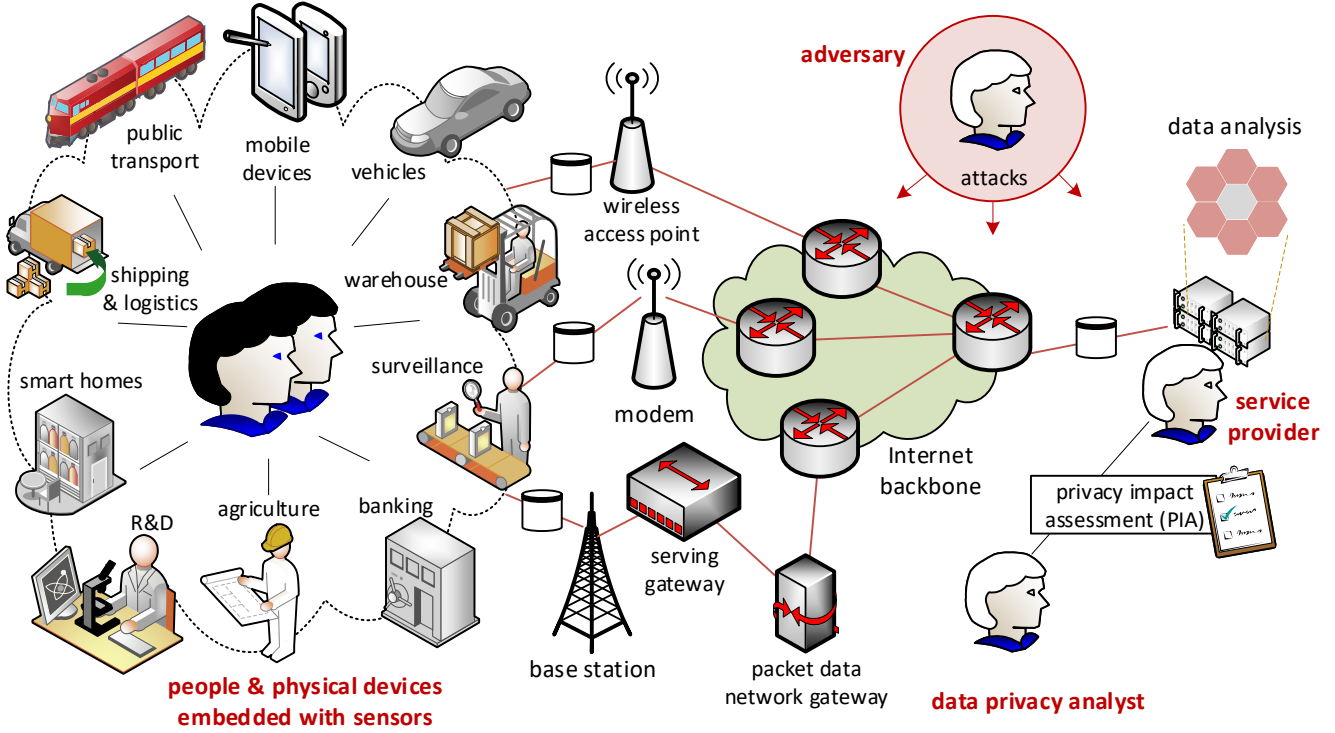 adversary
attacks
data analysis
public
transport
mobile
devices
vehicles
wireless
access point
shipping
& logistics
warehouse
smart homes
surveillance
modem
service
provider
Internet
backbone
privacy impact
assessment (PIA)
R&D
agriculture
banking
serving
gateway
base station
packet data
network gateway
people & physical devices
embedded with sensors
data privacy analyst